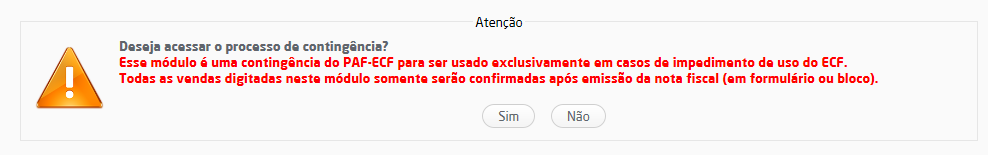 Atenção
Deseja acessar o processo de contingência?
Esse módulo é uma contingência do PAF-ECF para ser usado exclusivamente em casos de impedimento de uso do ECF.
Todas as vendas digitadas neste módulo somente serão confirmadas após emissão da nota fiscal (em formulário ou bloco).
Sim Não